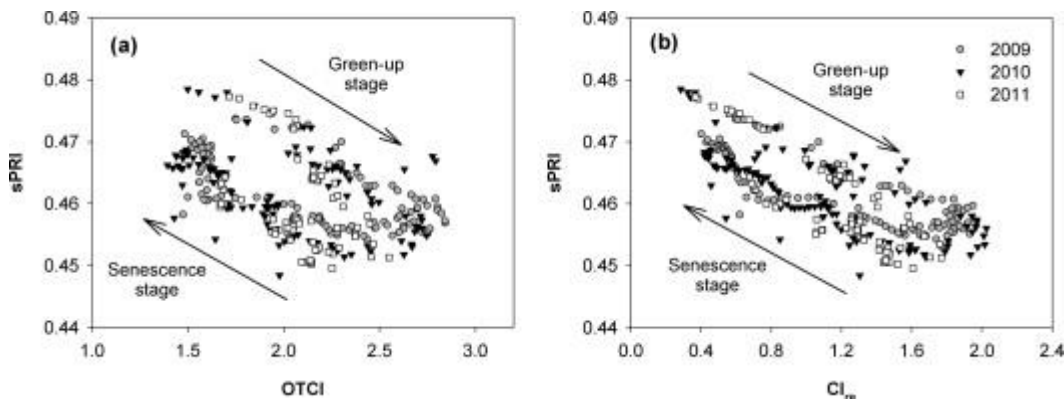 0.49
0.48
0.47
0.46
0.45
0.44
sPRI
(a)
Green-up
stage
Senescence
stage
1.0 1.5 2.0 2.5 3.0
OTCI
0.49
0.48
0.47
0.46
0.45
0.44
sPRI
(b)
Green-up
stage
2009
2010
2011
Senescence
stage
0.0 0.4 0.8 1.2 1.6 2.0 2.4
CIre